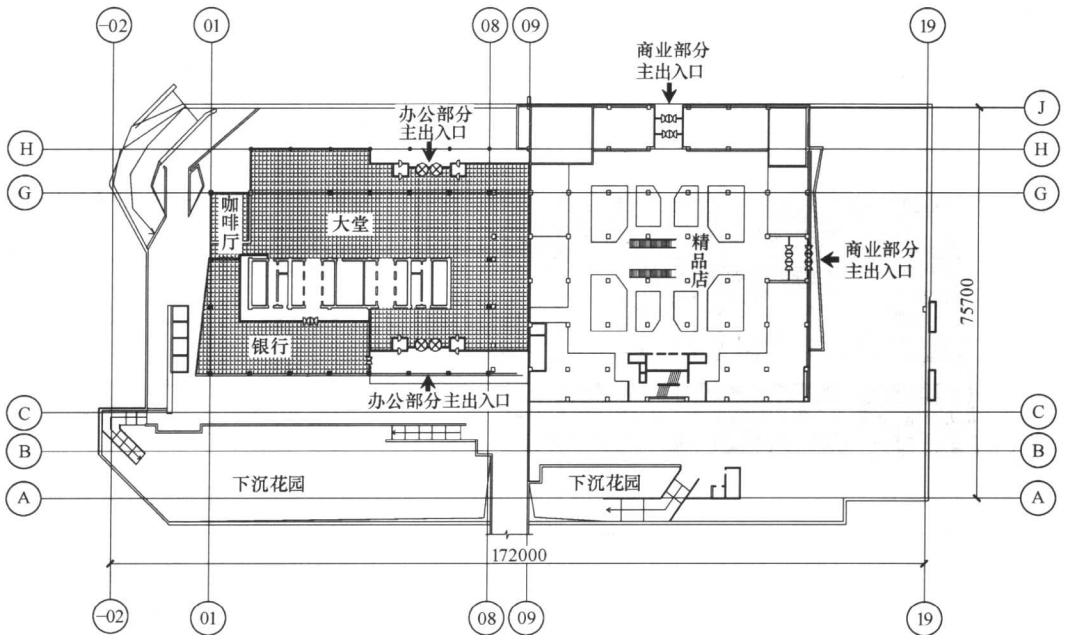 -02
01
08
09
19
商业部分
主出入口
办公部分
主出入口
J
H
H
G
G
咖啡厅
大堂
精品店
商业部分
主出入口
75700
银行
办公部分主出入口
C
C
B
B
下沉花园
下沉花园
A
A
172000
-02
01
08
09
19